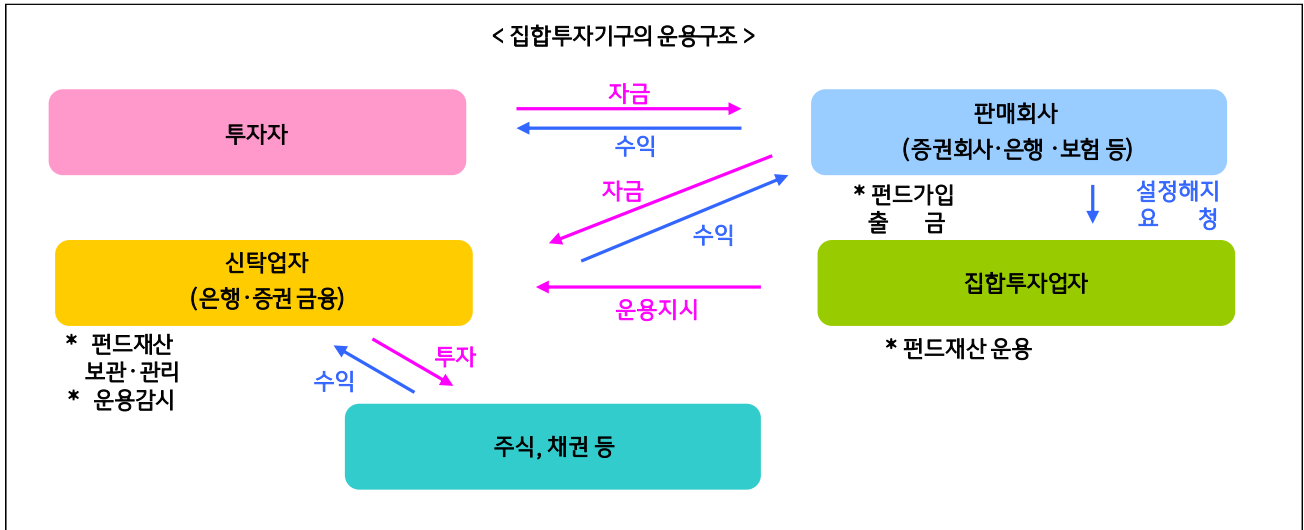 < 집합투자기구의 운용구조 >
자금
투자자
수익
판매회사
(증권회사·은행 ·보험 등)
자금
수익
* 펀드가입
출 금
설정해지
요 청
신탁업자
(은행·증권 금융)
운용지시
집합투자업자
* 펀드재산
보관·관리
* 운용감시
* 펀드재산 운용
수익
투자
주식, 채권 등